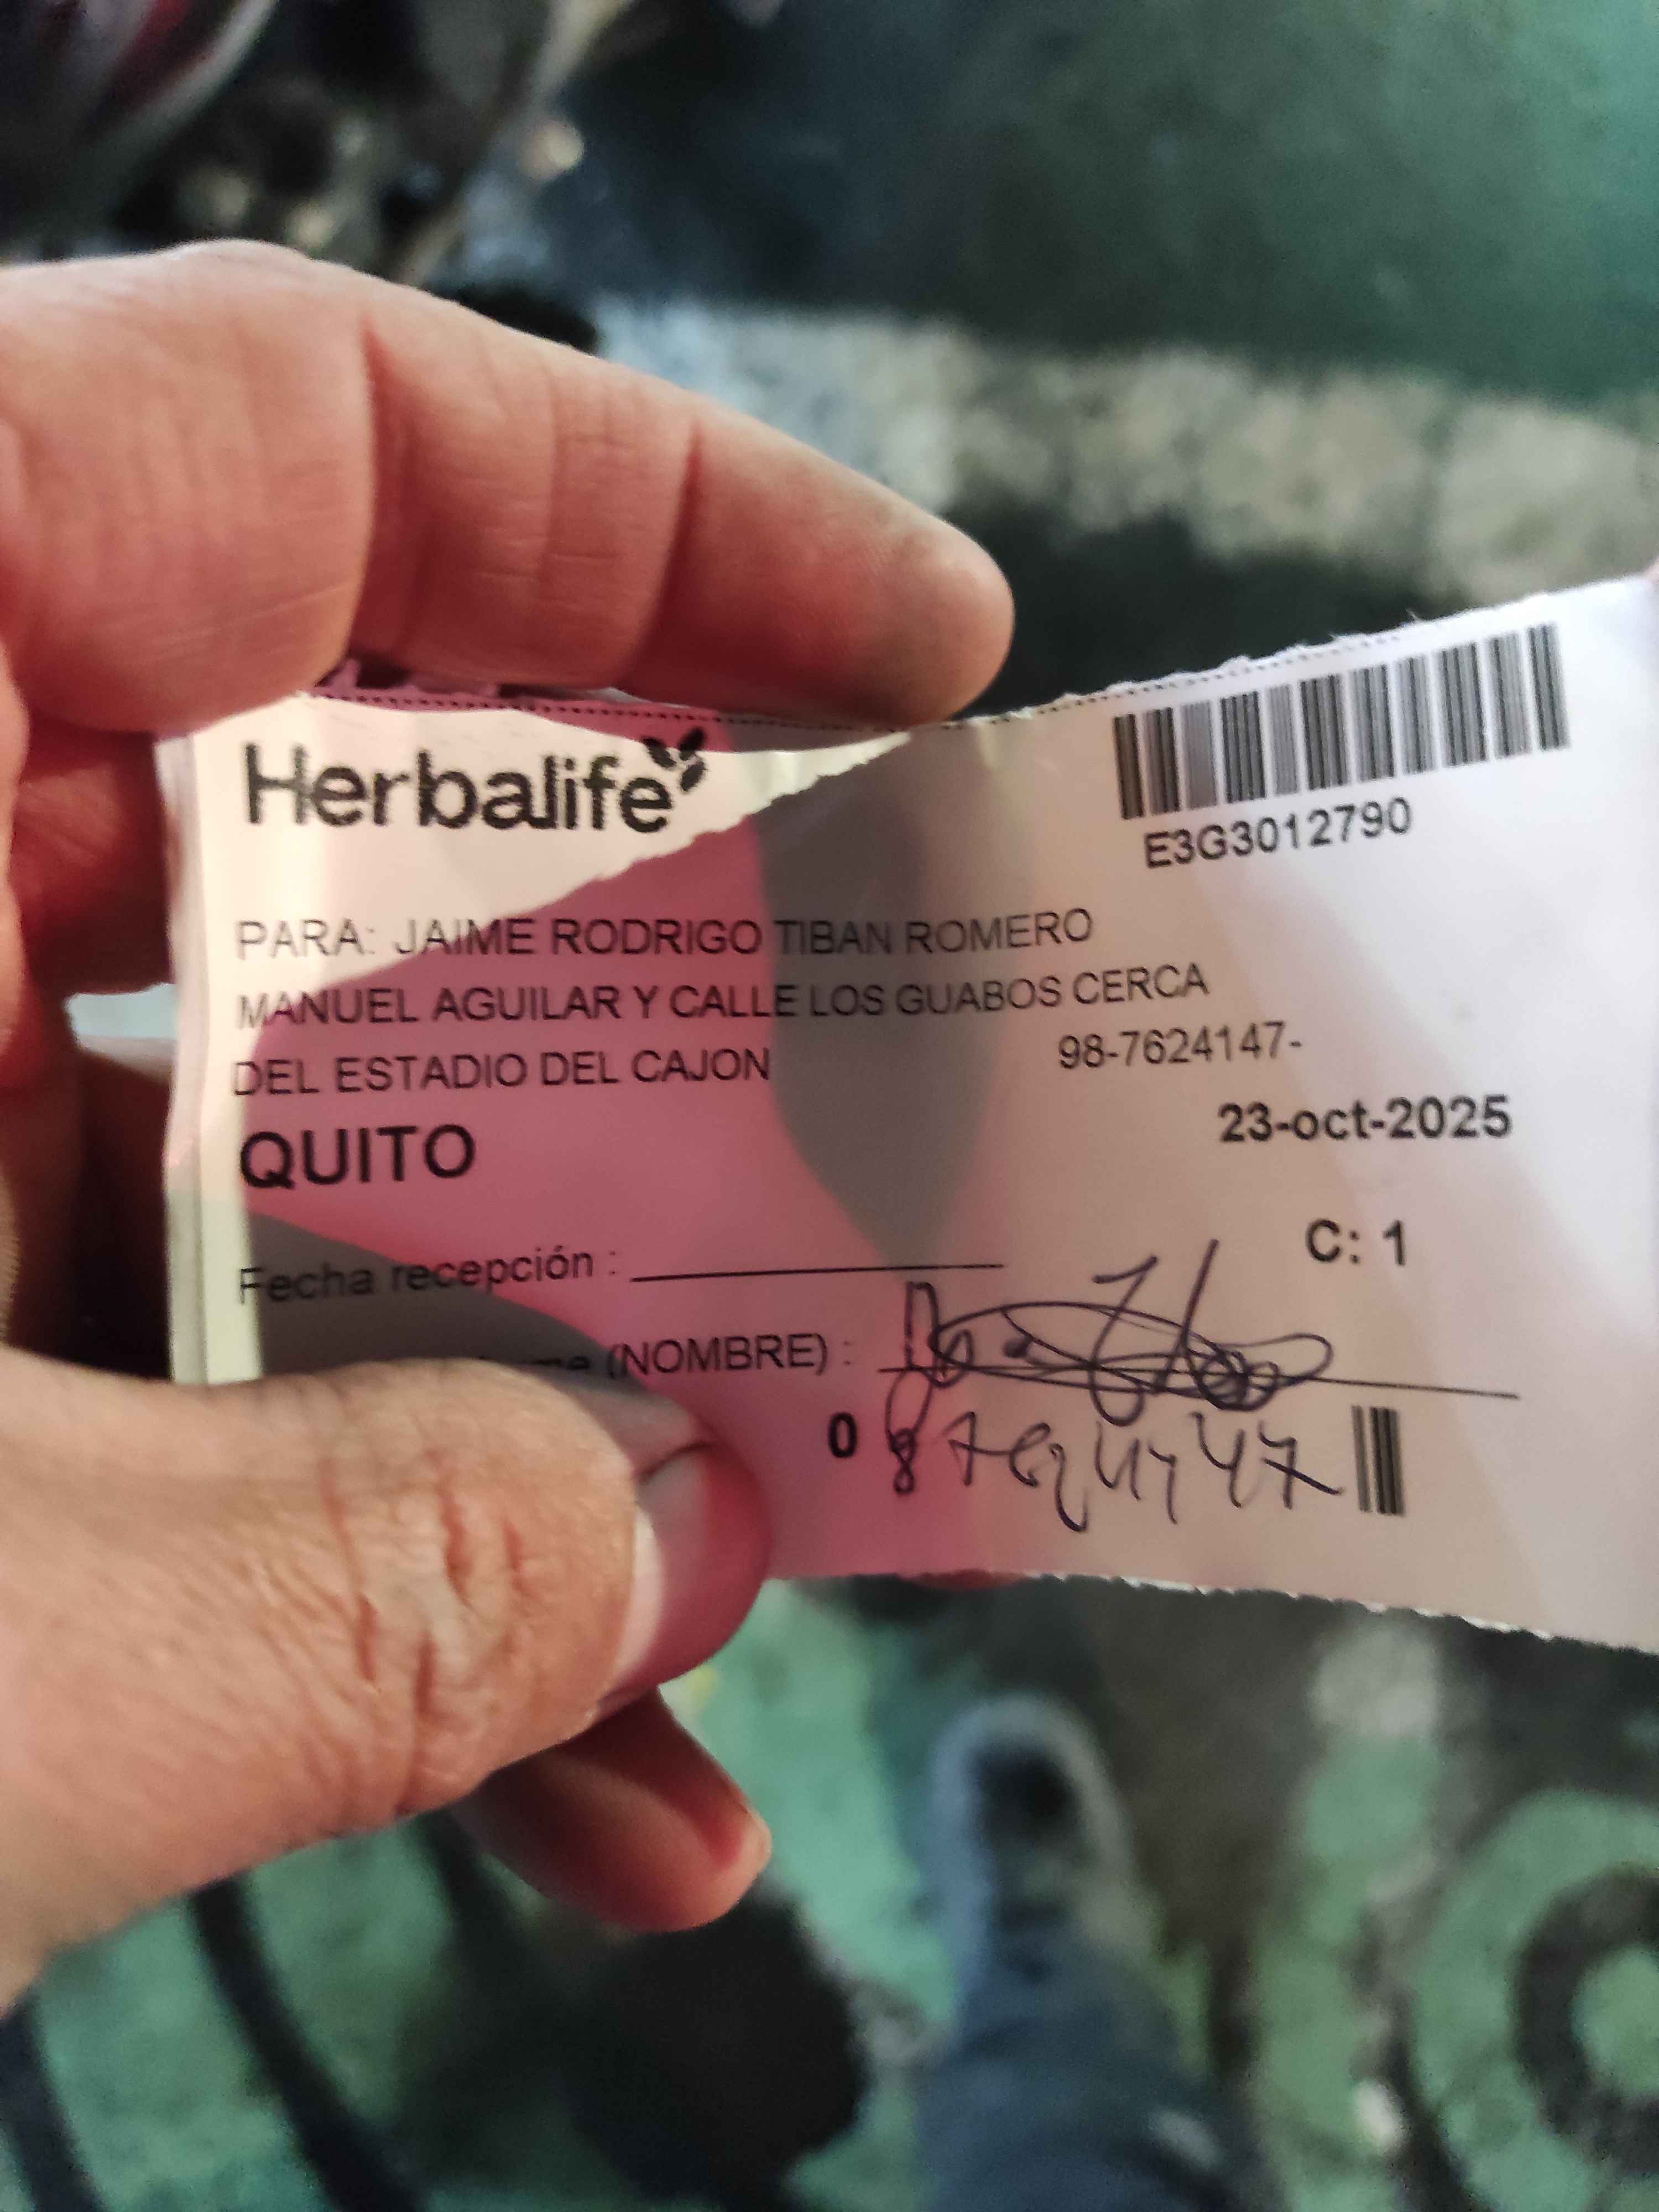 Herbalife
E3G3012790
PARA: JAIME RODRIGO TIBAN ROMERO
MANUEL AGUILAR Y CALLE LOS GUABOS CERCA
DEL ESTADIO DEL CAJON
98-7624147-
23-oct-2025
QUITO
C: 1
Fecha recepción :
(NOMBRE) :
0